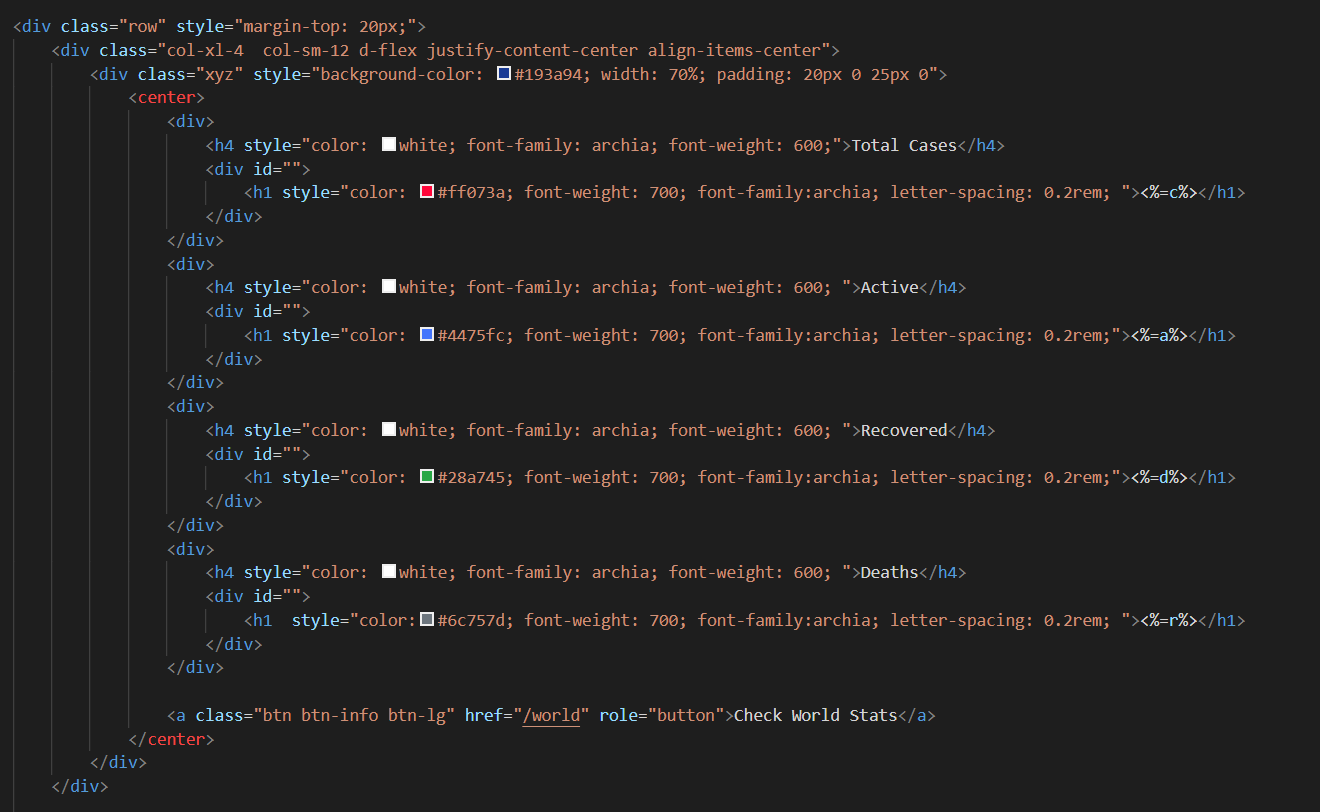 <div class="row" style="margin-top: 20px;">
<div class="col-xl-4  col-sm-12 d-flex justify-content-center align-items-center">
<div class="xyz" style="background-color: #193a94; width: 70%; padding: 20px 0 25px 0">
<center>
<div>
<h4 style="color: white; font-family: archia; font-weight: 600;">Total Cases</h4>
<div id="">
<h1 style="color: #ff073a; font-weight: 700; font-family:archia; letter-spacing: 0.2rem; "><%=c%></h1>
</div>
</div>
<div>
<h4 style="color: white; font-family: archia; font-weight: 600; ">Active</h4>
<div id="">
<h1 style="color: #4475fc; font-weight: 700; font-family:archia; letter-spacing: 0.2rem;"><%=a%></h1>
</div>
</div>
<div>
<h4 style="color: white; font-family: archia; font-weight: 600; ">Recovered</h4>
<div id="">
<h1 style="color: #28a745; font-weight: 700; font-family:archia; letter-spacing: 0.2rem;"><%=d%></h1>
</div>
</div>
<div>
<h4 style="color: white; font-family: archia; font-weight: 600; ">Deaths</h4>
<div id="">
<h1  style="color:#6c757d; font-weight: 700; font-family:archia; letter-spacing: 0.2rem; "><%=r%></h1>
</div>
</div>
<a class="btn btn-info btn-lg" href="/world" role="button">Check World Stats</a>
</center>
</div>
</div>